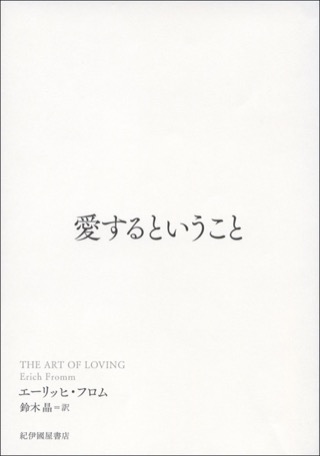 愛するということ
THE ART OF LOVING
Erich Fromm
エーリッヒ・フロム
鈴木 晶=訳
紀伊國屋書店